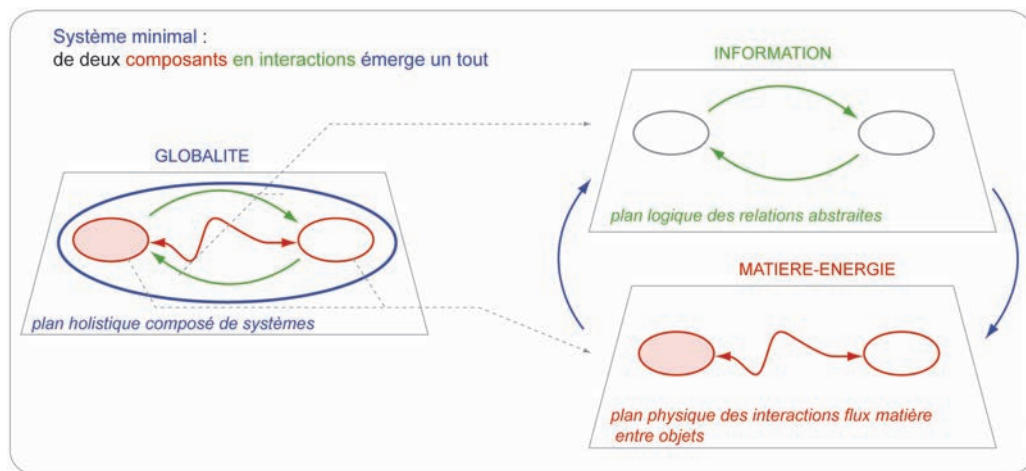 Système minimal :
de deux composants en interactions émerge un tout
GLOBALITE
plan holistique composé de systèmes
INFORMATION
plan logique des relations abstraites
MATIERE-ENERGIE
plan physique des interactions flux matière
entre objets